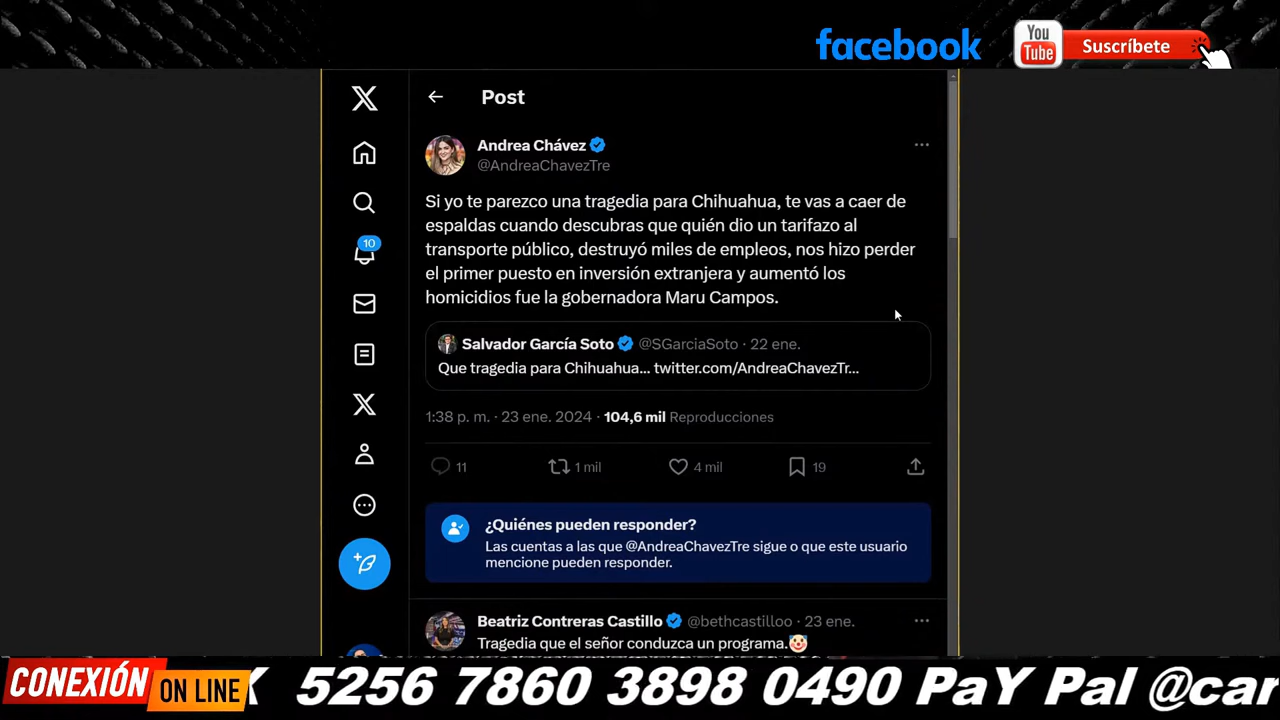 facebook
You
Tube
Suscríbete
Post
Andrea Chávez
@AndreaChavezTre
Si yo te parezco una tragedia para Chihuahua, te vas a caer de
espaldas cuando descubras que quién dio un tarifazo al
transporte público, destruyó miles de empleos, nos hizo perder
el primer puesto en inversión extranjera y aumentó los
homicidios fue la gobernadora Maru Campos.
10
Salvador García Soto @SGarciaSoto · 22 ene.
Que tragedia para Chihuahua... twitter.com/AndreaChavezTr...
1:38 p. m. · 23 ene. 2024 · 104,6 mil Reproducciones
11 1 mil 4 mil 19
¿Quiénes pueden responder?
Las cuentas a las que @AndreaChavezTre sigue o que este usuario
mencione pueden responder.
Beatriz Contreras Castillo @bethcastilloo · 23 ene.
Tragedia que el señor conduzca un programa.🤡
CONEXIÓN
ON LINE
5256 7860 3898 0490 PaY Pal @car